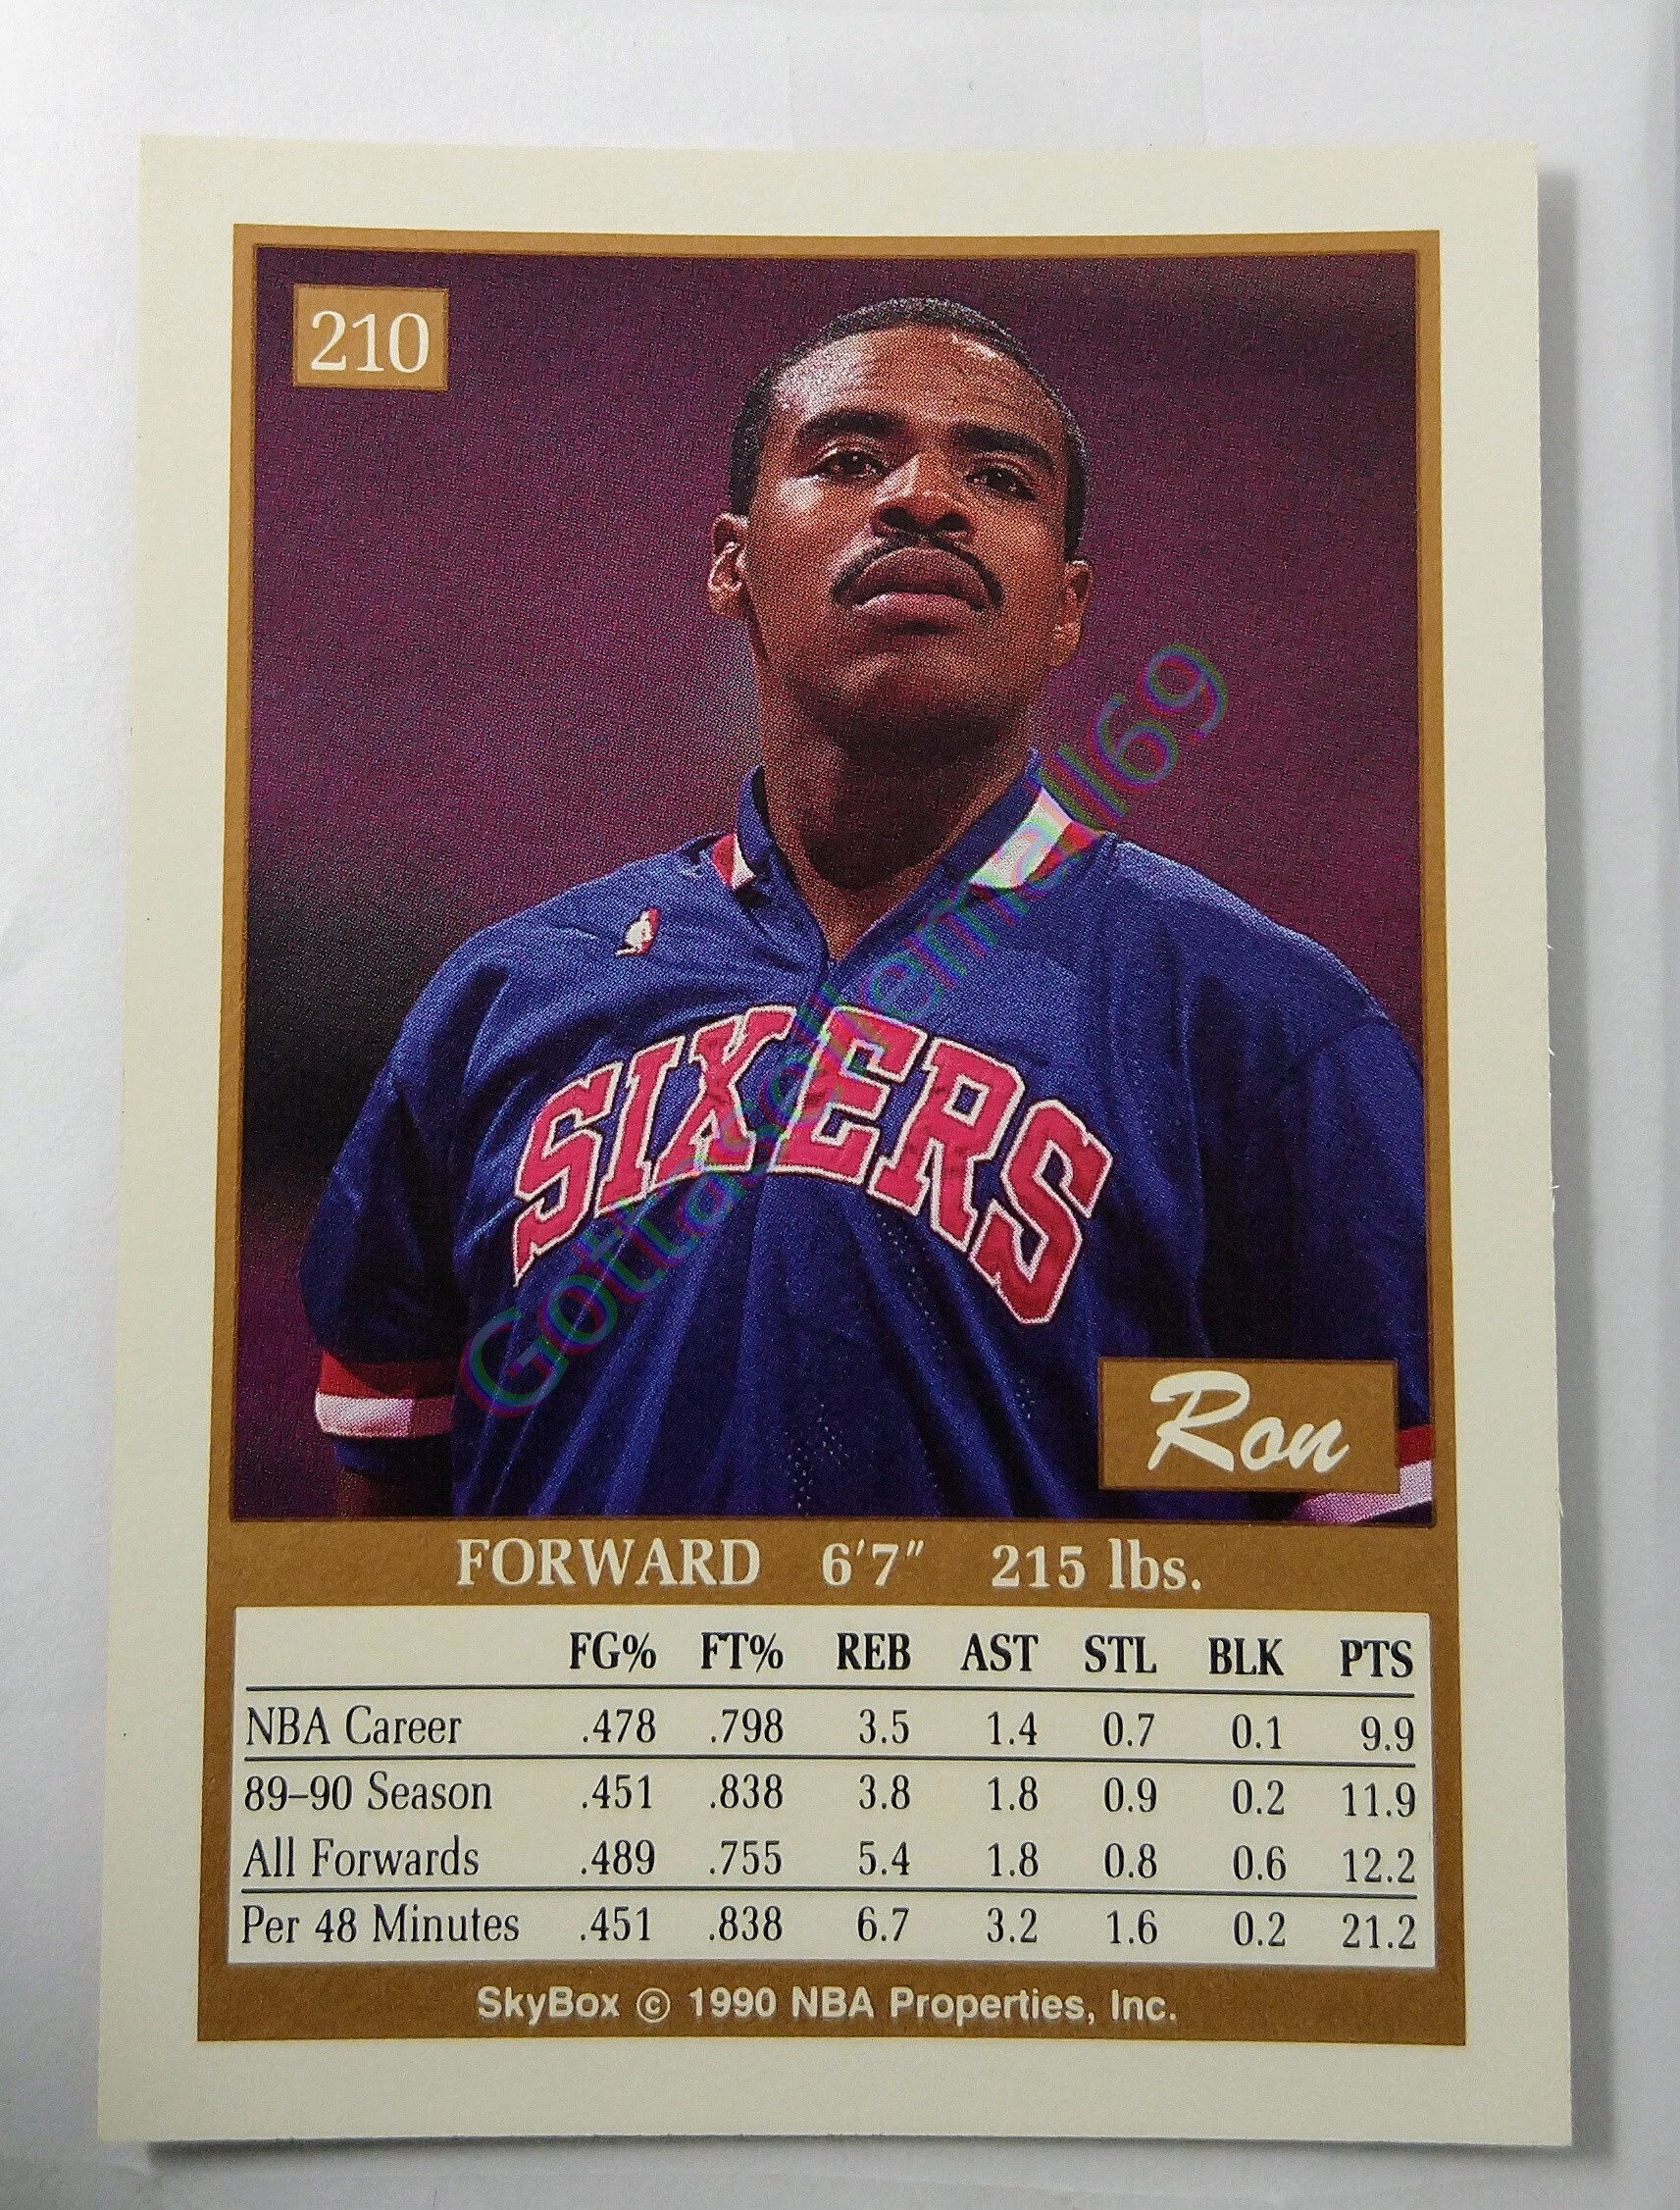 210
SIXERS
Gottacollemall69
Ron
FORWARD 6'7" 215 lbs.
FG% FT% REB AST STL BLK PTS
NBA Career .478 .798 3.5 1.4 0.7 0.1 9.9
89–90 Season .451 .838 3.8 1.8 0.9 0.2 11.9
All Forwards .489 .755 5.4 1.8 0.8 0.6 12.2
Per 48 Minutes .451 .838 6.7 3.2 1.6 0.2 21.2
SkyBox © 1990 NBA Properties, Inc.